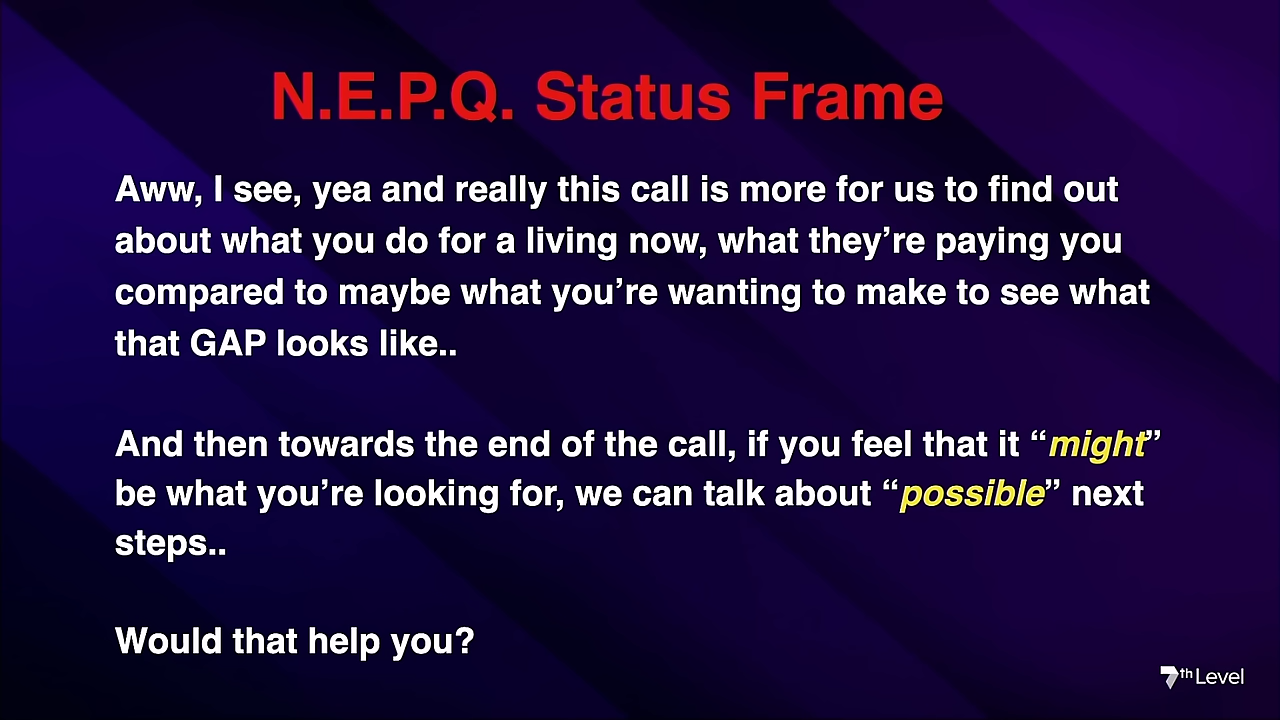 N.E.P.Q. Status Frame
Aww, I see, yea and really this call is more for us to find out
about what you do for a living now, what they’re paying you
compared to maybe what you’re wanting to make to see what
that GAP looks like..
And then towards the end of the call, if you feel that it “might”
be what you’re looking for, we can talk about “possible” next
steps..
Would that help you?
7th Level